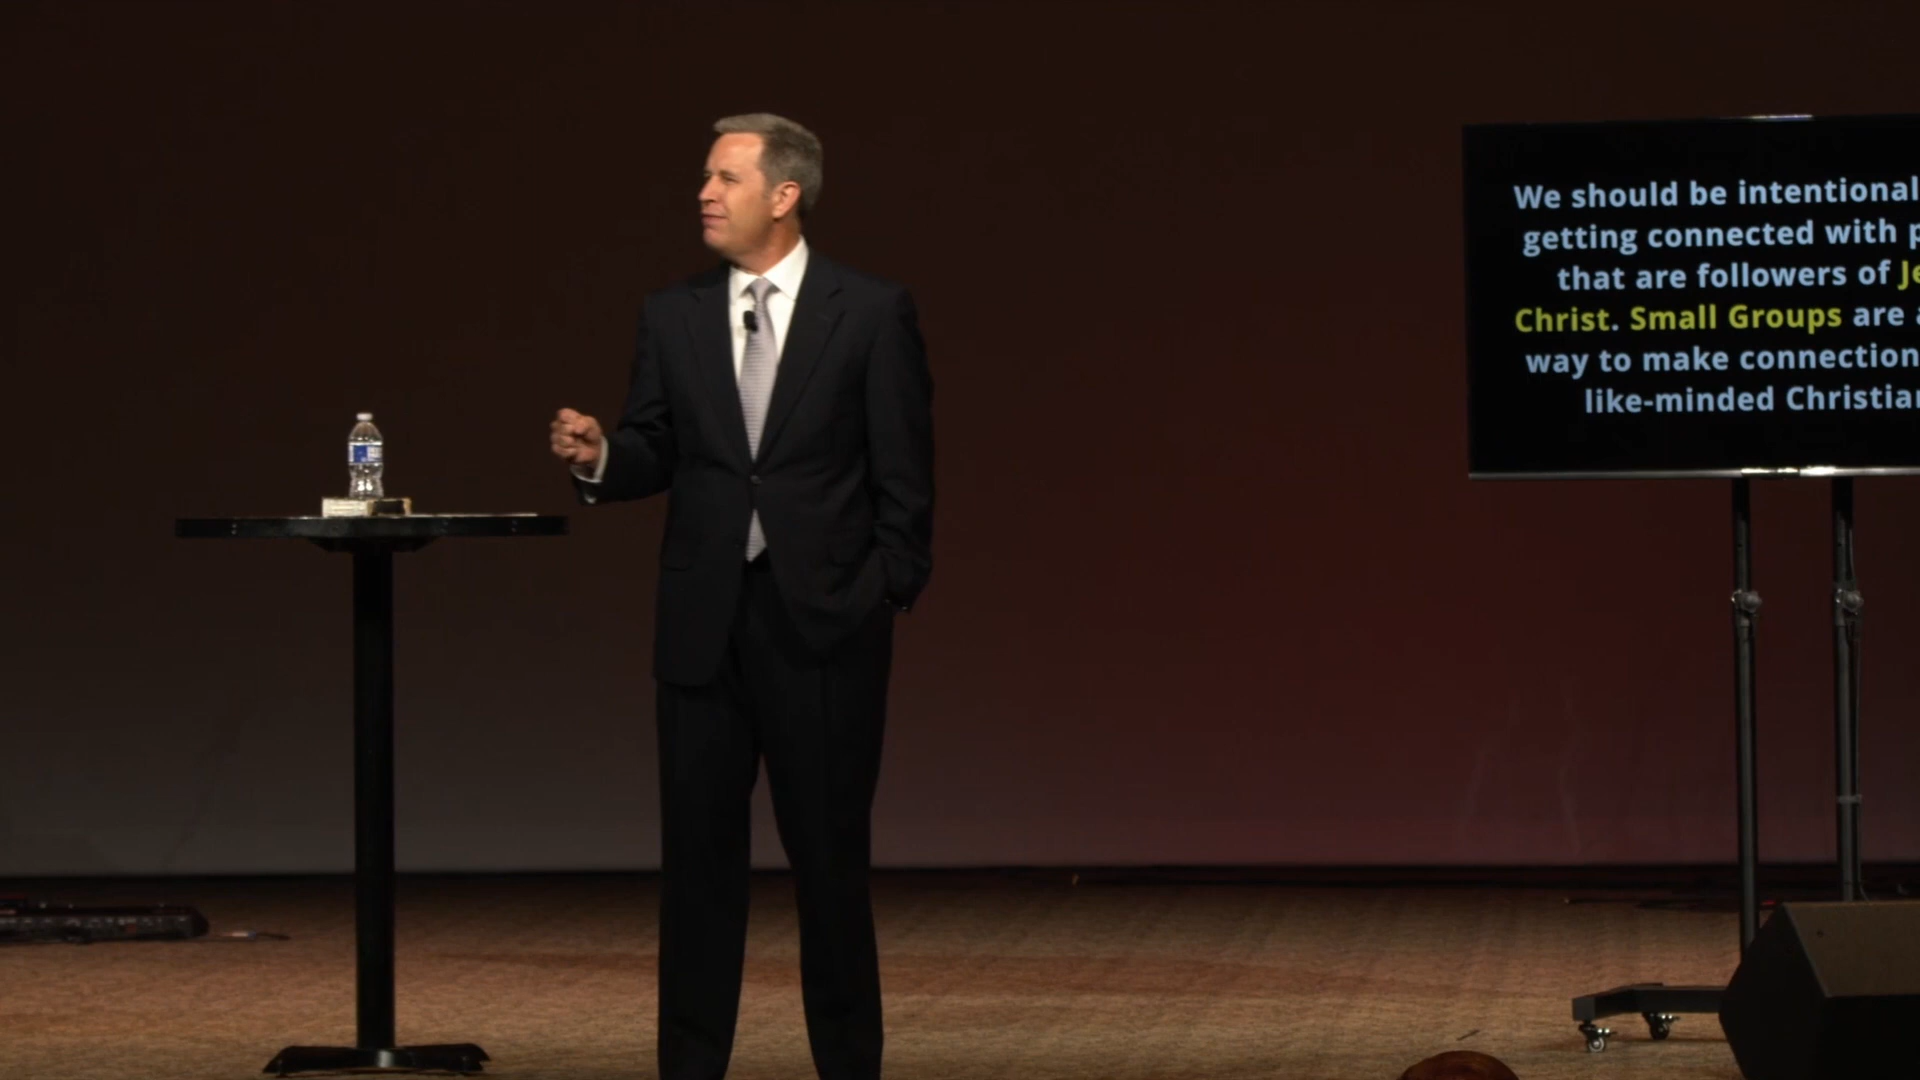 We should be intentional
getting connected with
that are followers of
Christ. Small Groups are
way to make connection
like-minded Christian